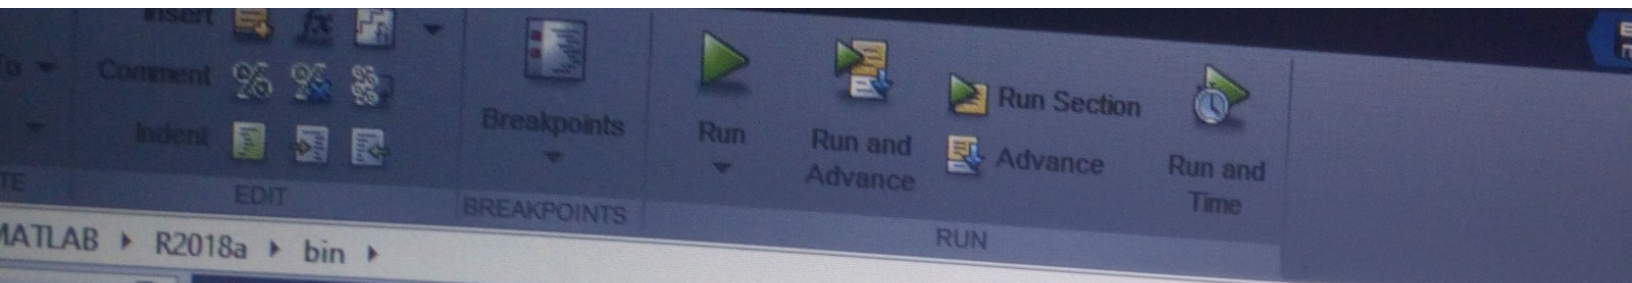 Insert
Comment
Indent
EDIT
Breakpoints
BREAKPOINTS
Run
Run and
Advance
Run Section
Advance
Run and
Time
RUN
MATLAB
R2018a
bin